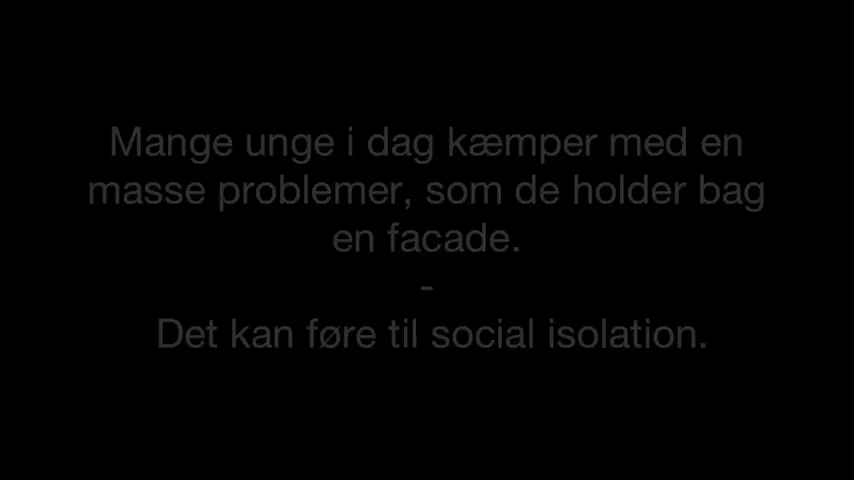 Mange unge i dag kæmper med en
masse problemer, som de holder bag
en facade.
-
Det kan føre til social isolation.